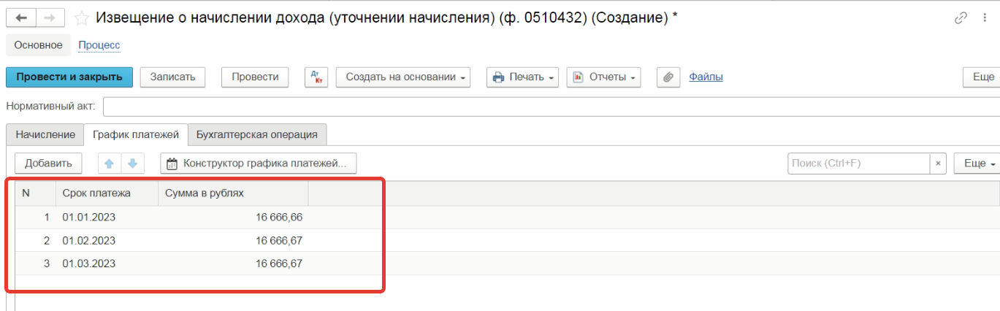 Извещение о начислении дохода (уточнении начисления) (ф. 0510432) (Создание) *
Основное Процесс
Провести и закрыть Записать Провести Дт Кт Создать на основании Печать Отчеты Файлы Еще
Нормативный акт:
Начисление График платежей Бухгалтерская операция
Добавить Конструктор графика платежей... Поиск (Ctrl+F) × Еще
N Срок платежа Сумма в рублях
1 01.01.2023 16 666,66
2 01.02.2023 16 666,67
3 01.03.2023 16 666,67